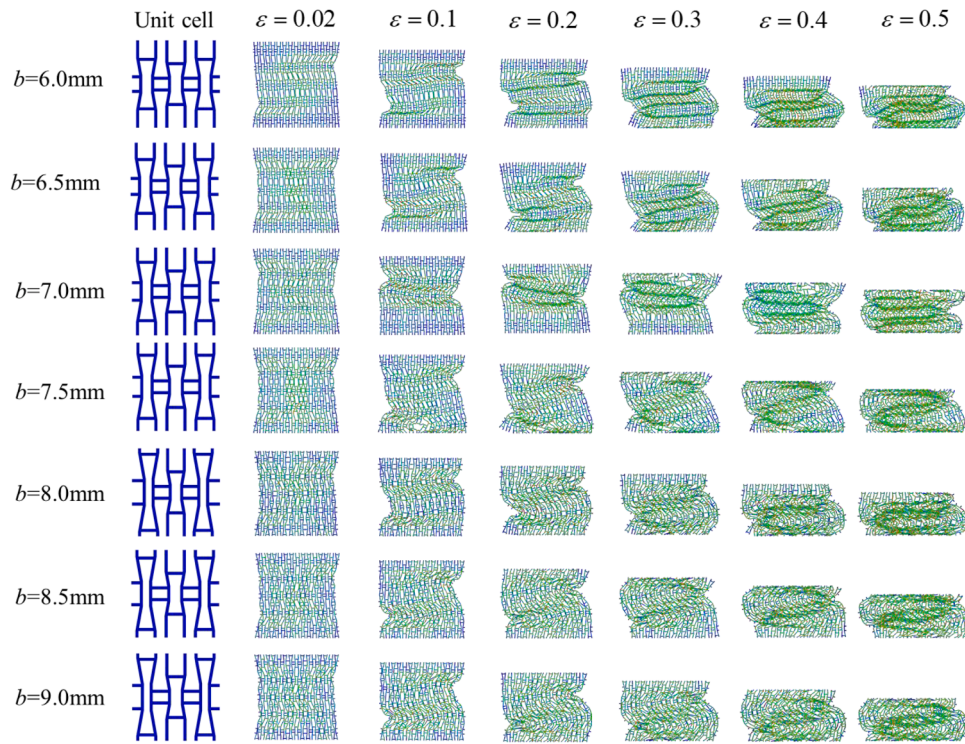 Unit cell ε = 0.02 ε = 0.1 ε = 0.2 ε = 0.3 ε = 0.4 ε = 0.5
b=6.0mm
b=6.5mm
b=7.0mm
b=7.5mm
b=8.0mm
b=8.5mm
b=9.0mm